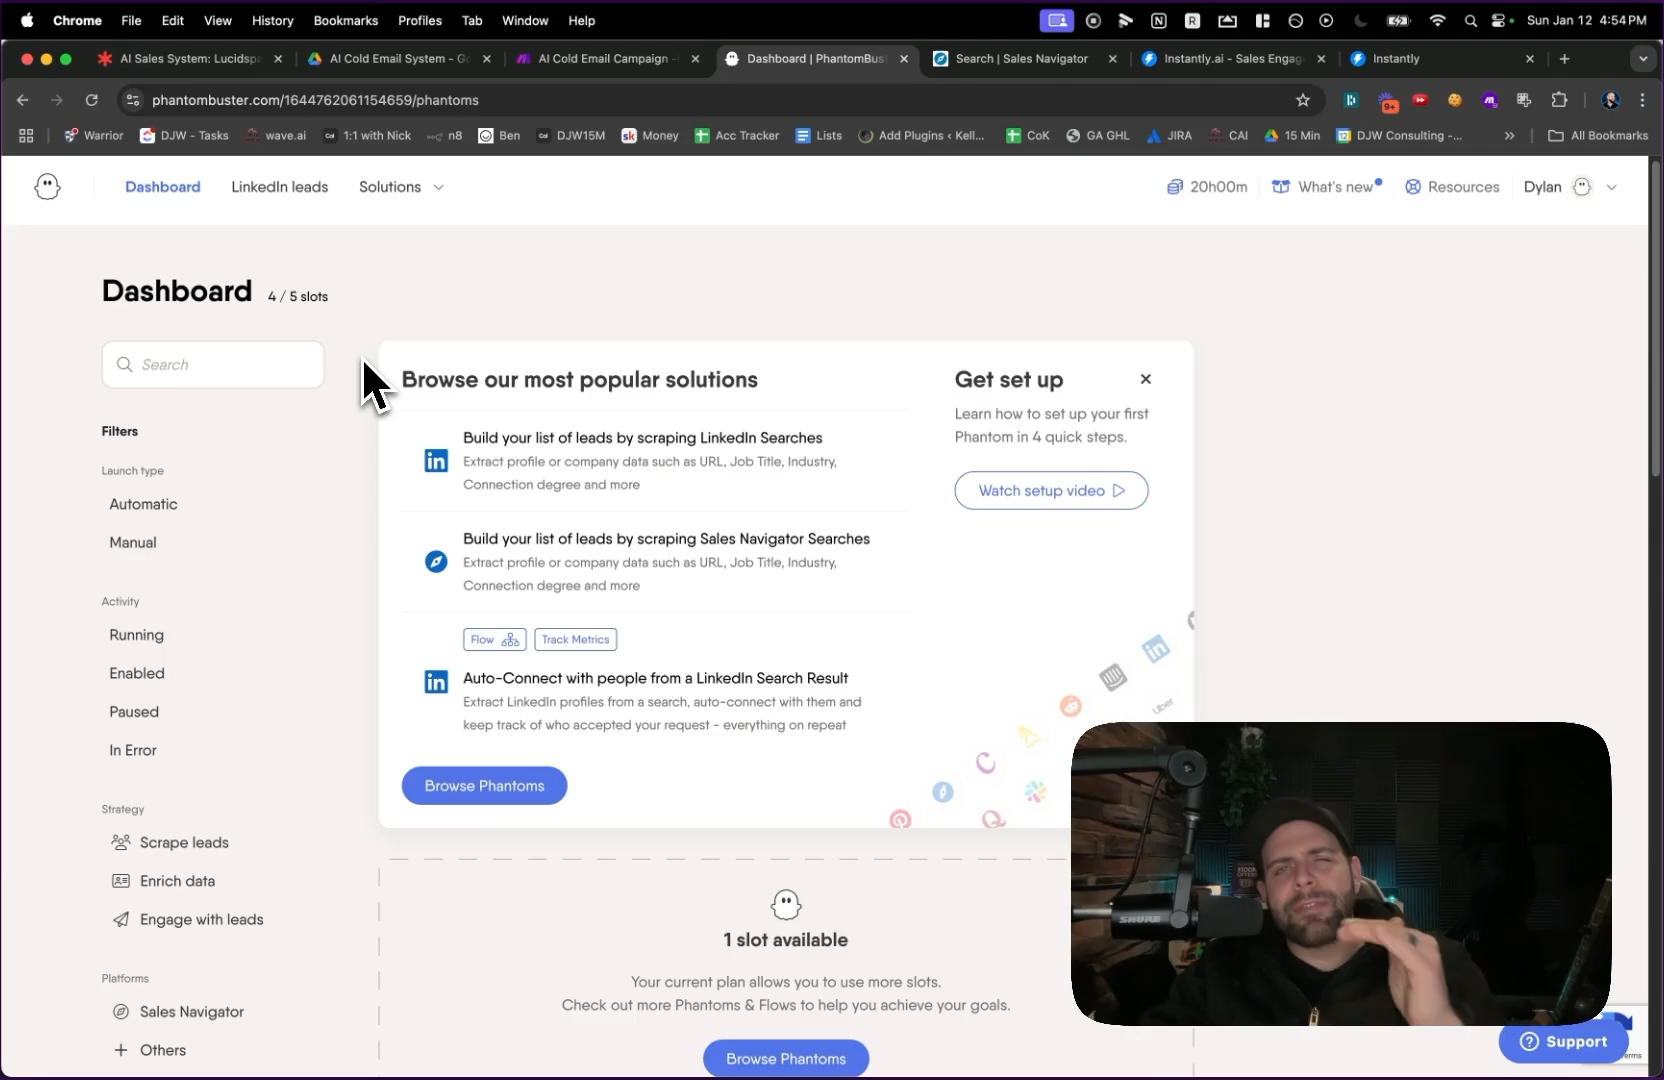 Chrome File Edit View History Bookmarks Profiles Tab Window Help Sun Jan 12 4:54 PM
AI Sales System: Lucidsp AI Cold Email System - Go AI Cold Email Campaign - Dashboard | PhantomBust Search | Sales Navigator Instantly.ai - Sales Engag Instantly
phantombuster.com/1644762061154659/phantoms 9+
Warrior DJW - Tasks wave.ai Cal 1:1 with Nick n8 Ben Cal DJW15M sk Money Acc Tracker Lists Add Plugins ‹ Kell... CoK GA GHL JIRA CAI 15 Min DJW Consulting -... » All Bookmarks
Dashboard LinkedIn leads Solutions 20h00m What's new Resources Dylan
Dashboard 4 / 5 slots
Search
Filters
Launch type
Automatic
Manual
Activity
Running
Enabled
Paused
In Error
Strategy
Scrape leads
Enrich data
Engage with leads
Platforms
Sales Navigator
Others
Browse our most popular solutions
Build your list of leads by scraping LinkedIn Searches
Extract profile or company data such as URL, Job Title, Industry,
Connection degree and more
Build your list of leads by scraping Sales Navigator Searches
Extract profile or company data such as URL, Job Title, Industry,
Connection degree and more
Flow Track Metrics
Auto-Connect with people from a LinkedIn Search Result
Extract LinkedIn profiles from a search, auto-connect with them and
keep track of who accepted your request - everything on repeat
Browse Phantoms
Get set up
Learn how to set up your first
Phantom in 4 quick steps.
Watch setup video
Uber
1 slot available
Your current plan allows you to use more slots.
Check out more Phantoms & Flows to help you achieve your goals.
Browse Phantoms
SHURE
Support